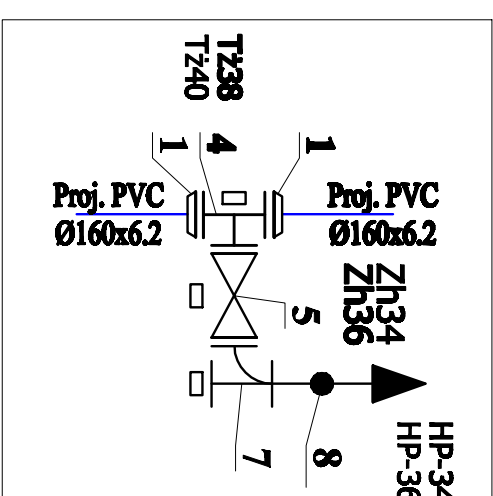 Tż38
Tż40
1
4
1
Proj. PVC
Ø160x6.2
Proj. PVC
Ø160x6.2
Zh34
Zh36
5
7
8
HP-34
HP-36